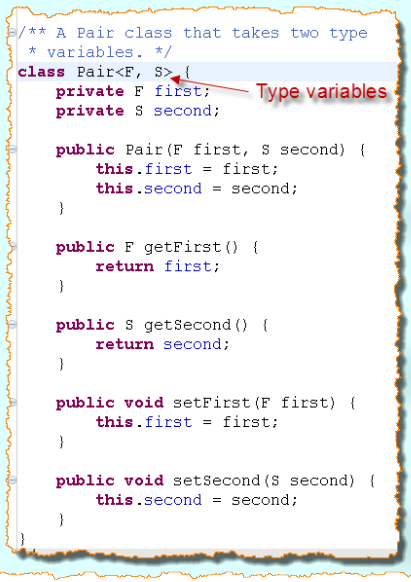 /** A Pair class that takes two type
 * variables. */
class Pair<F, S> {
Type variables
    private F first;
    private S second;

    public Pair(F first, S second) {
        this.first = first;
        this.second = second;
    }

    public F getFirst() {
        return first;
    }

    public S getSecond() {
        return second;
    }

    public void setFirst(F first) {
        this.first = first;
    }

    public void setSecond(S second) {
        this.second = second;
    }
}